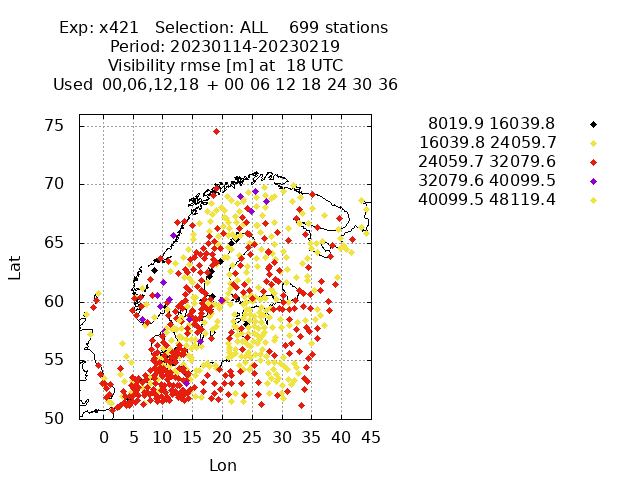 Exp: x421 Selection: ALL 699 stations
Period: 20230114-20230219
Visibility rmse [m] at 18 UTC
Used 00,06,12,18 + 00 06 12 18 24 30 36
8019.9 16039.8
16039.8 24059.7
24059.7 32079.6
32079.6 40099.5
40099.5 48119.4
75
70
65
60
55
50
Lat
0 5 10 15 20 25 30 35 40 45
Lon